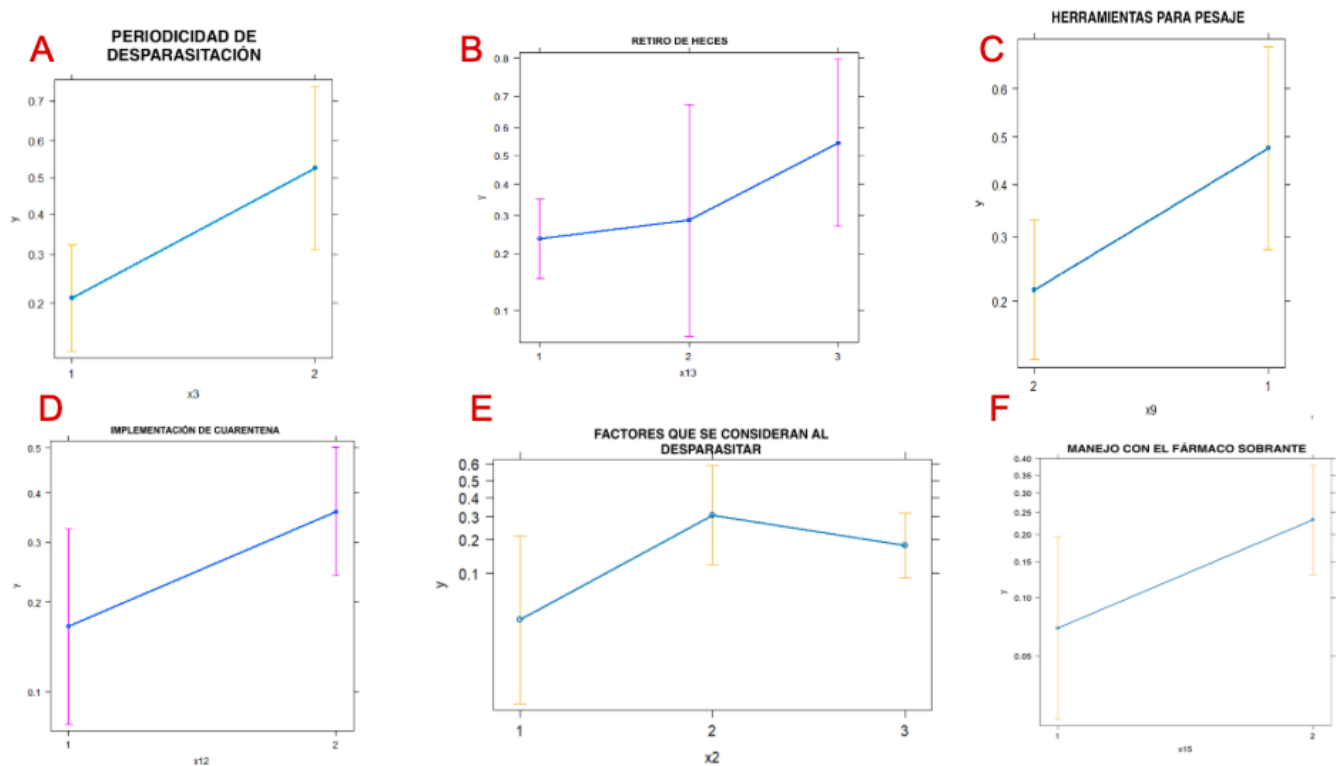 A
PERIODICIDAD DE
DESPARASITACIÓN
0.7
0.6
0.5
0.4
0.3
0.2
y
1
2
x3
B
RETIRO DE HECES
0.8
0.7
0.6
0.5
0.4
0.3
0.2
0.1
y
1
2
3
x13
C
HERRAMIENTAS PARA PESAJE
0.6
0.5
0.4
0.3
0.2
y
2
1
x9
D
IMPLEMENTACIÓN DE CUARENTENA
0.5
0.4
0.3
0.2
0.1
y
1
2
x12
E
FACTORES QUE SE CONSIDERAN AL
DESPARASITAR
0.6
0.5
0.4
0.3
0.2
0.1
y
1
2
3
x2
F
MANEJO CON EL FÁRMACO SOBRANTE
0.40
0.35
0.30
0.25
0.20
0.15
0.10
0.05
y
1
2
x15